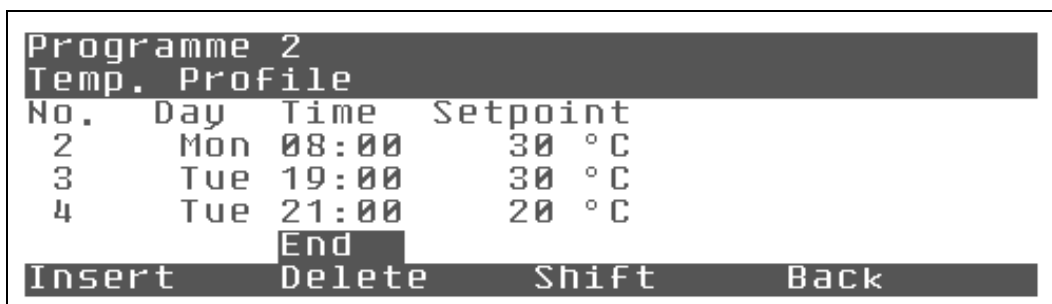 Programme 2
Temp. Profile
No. Day Time Setpoint
2 Mon 08:00 30 °C
3 Tue 19:00 30 °C
4 Tue 21:00 20 °C
End
Insert Delete Shift Back